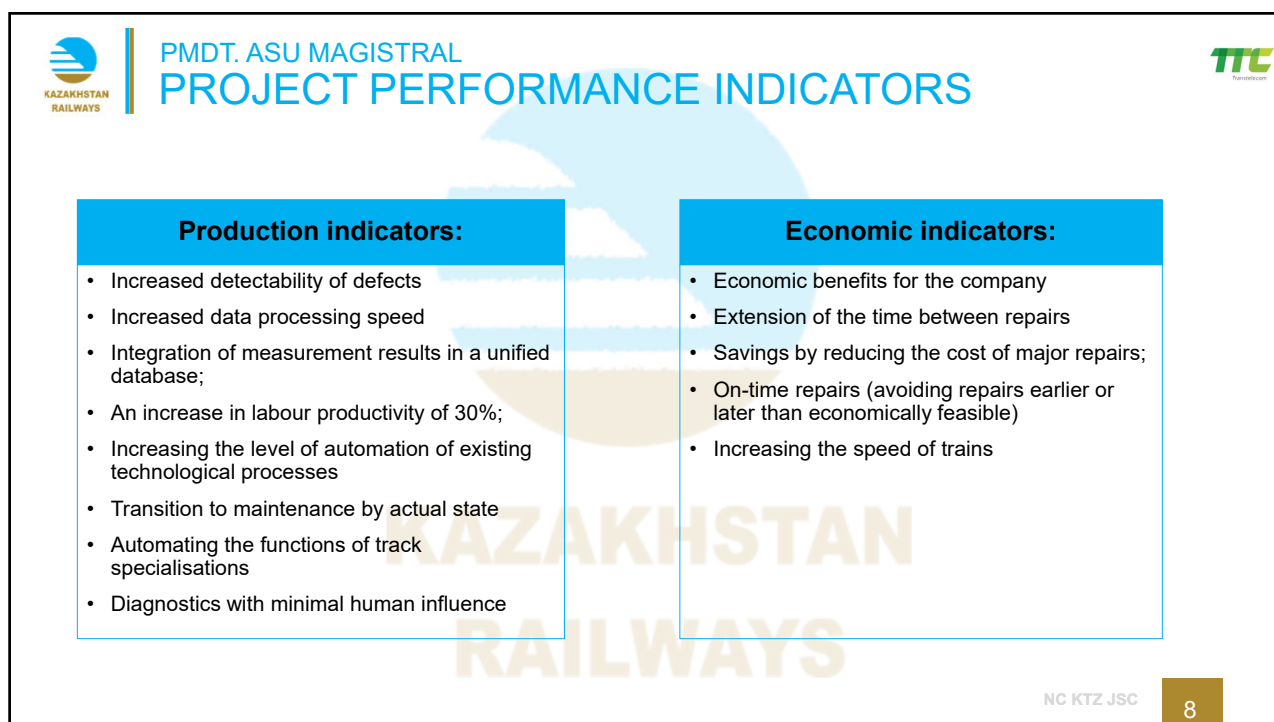 KAZAKHSTAN
RAILWAYS
PMDT. ASU MAGISTRAL
PROJECT PERFORMANCE INDICATORS
TTC
Transtelecom
Production indicators:
• Increased detectability of defects
• Increased data processing speed
• Integration of measurement results in a unified
database;
• An increase in labour productivity of 30%;
• Increasing the level of automation of existing
technological processes
• Transition to maintenance by actual state
• Automating the functions of track
specialisations
• Diagnostics with minimal human influence
Economic indicators:
• Economic benefits for the company
• Extension of the time between repairs
• Savings by reducing the cost of major repairs;
• On-time repairs (avoiding repairs earlier or
later than economically feasible)
• Increasing the speed of trains
KAZAKHSTAN
RAILWAYS
NC KTZ JSC
8